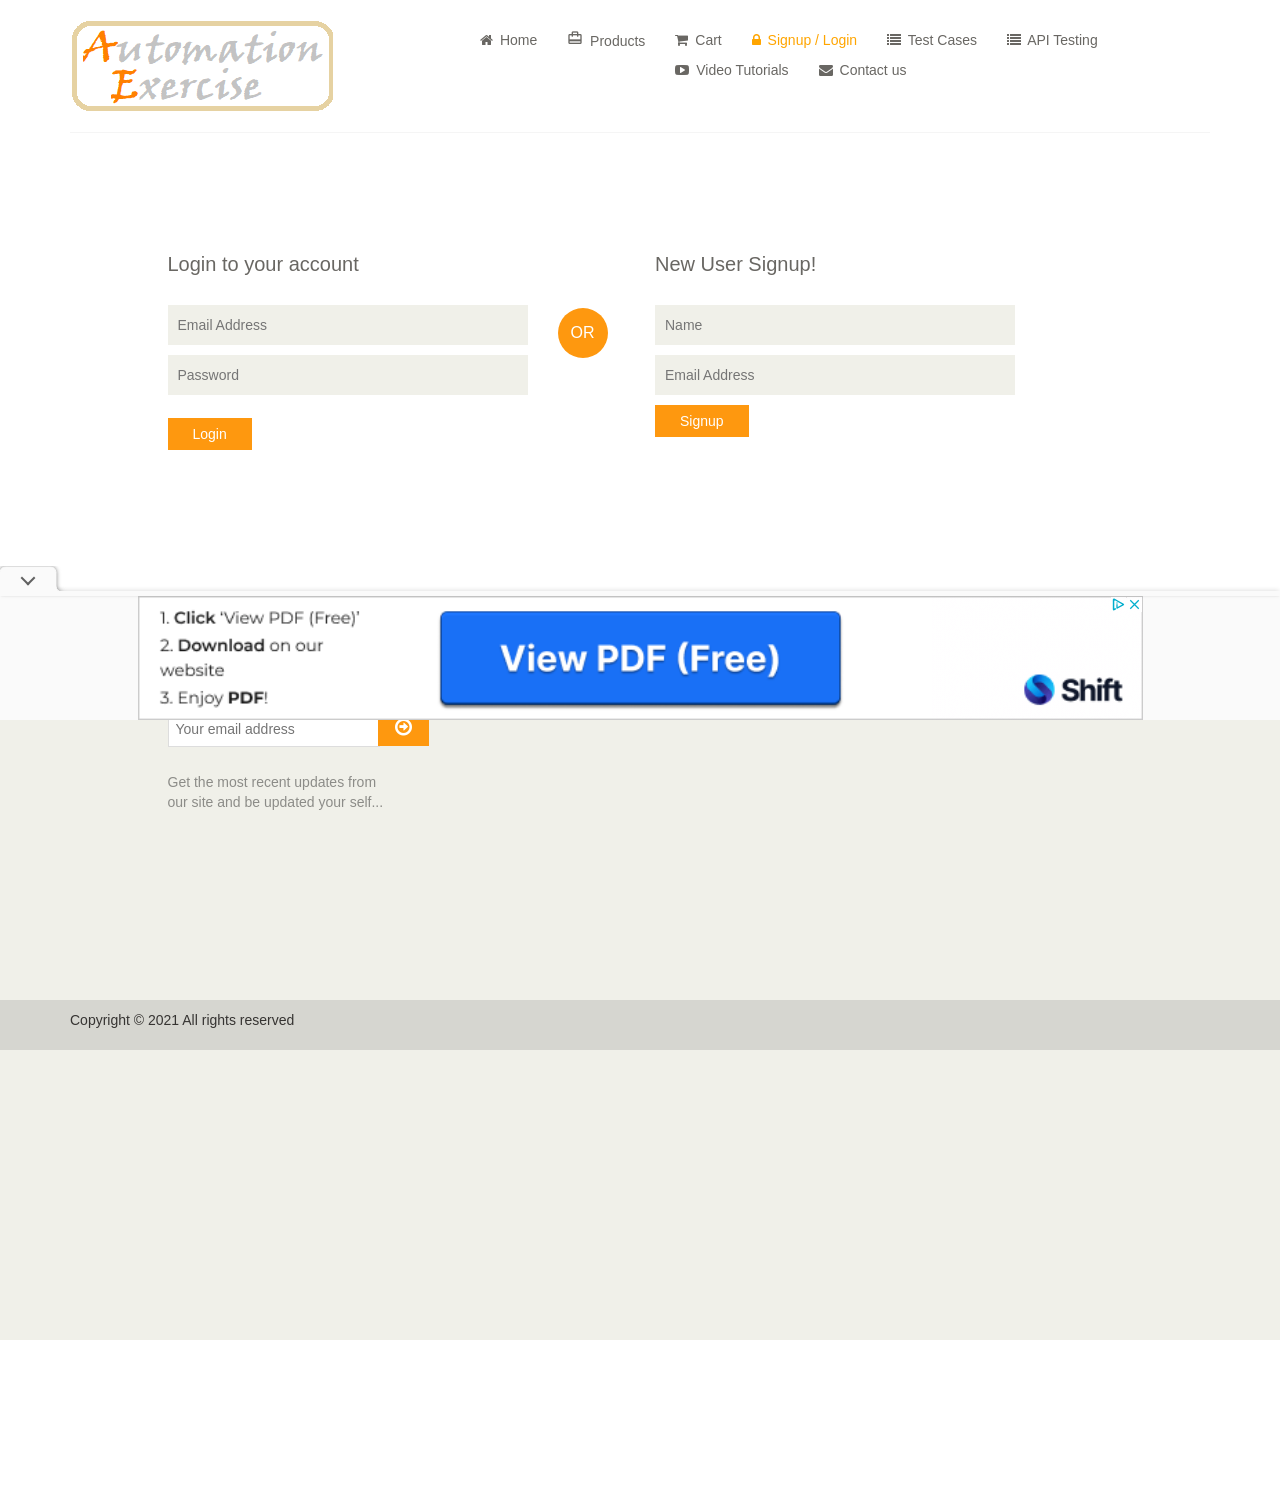 Automation
Exercise
Home
Products
Cart
Signup / Login
Test Cases
API Testing
Video Tutorials
Contact us
Login to your account
Email Address
Password
Login
OR
New User Signup!
Name
Email Address
Signup
1. Click ‘View PDF (Free)’
2. Download on our
website
3. Enjoy PDF!
View PDF (Free)
Shift
Your email address
Get the most recent updates from
our site and be updated your self...
Copyright © 2021 All rights reserved